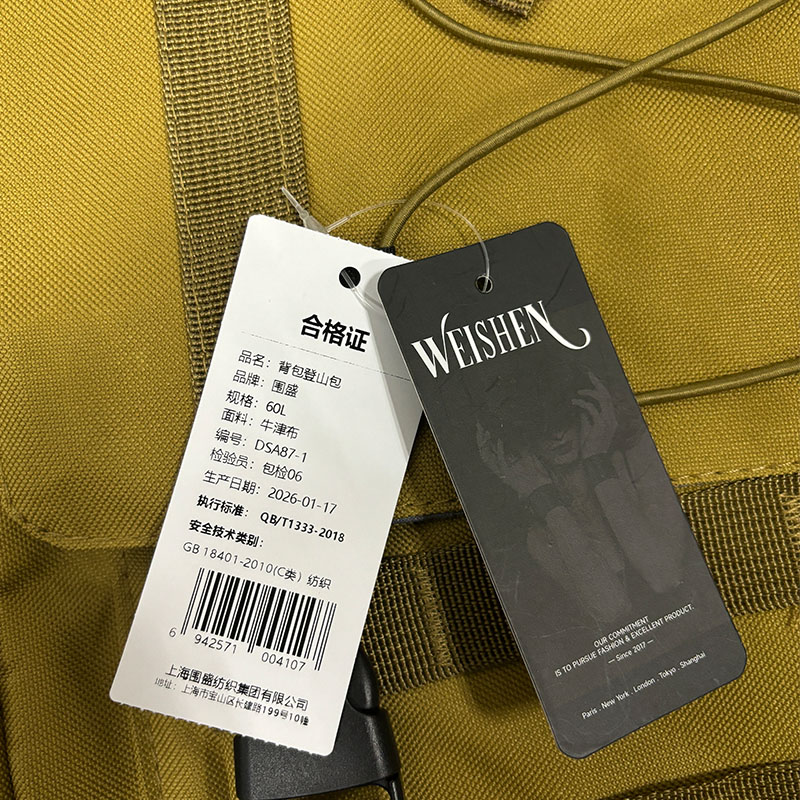 合格证
品名：背包登山包
品牌：围盛
规格：60L
面料：牛津布
编号：DSA87-1
检验员：包检06
生产日期：2026-01-17
执行标准：QB/T1333-2018
安全技术类别：
GB 18401-2010(C类) 纺织
6 942571 004107
上海围盛纺织集团有限公司
地址：上海市宝山区长建路199号10幢
WEISHEN
OUR COMMITMENT
IS TO PURSUE FASHION & EXCELLENT PRODUCT.
— Since 2017 —
Paris . New York . London . Tokyo . Shanghai